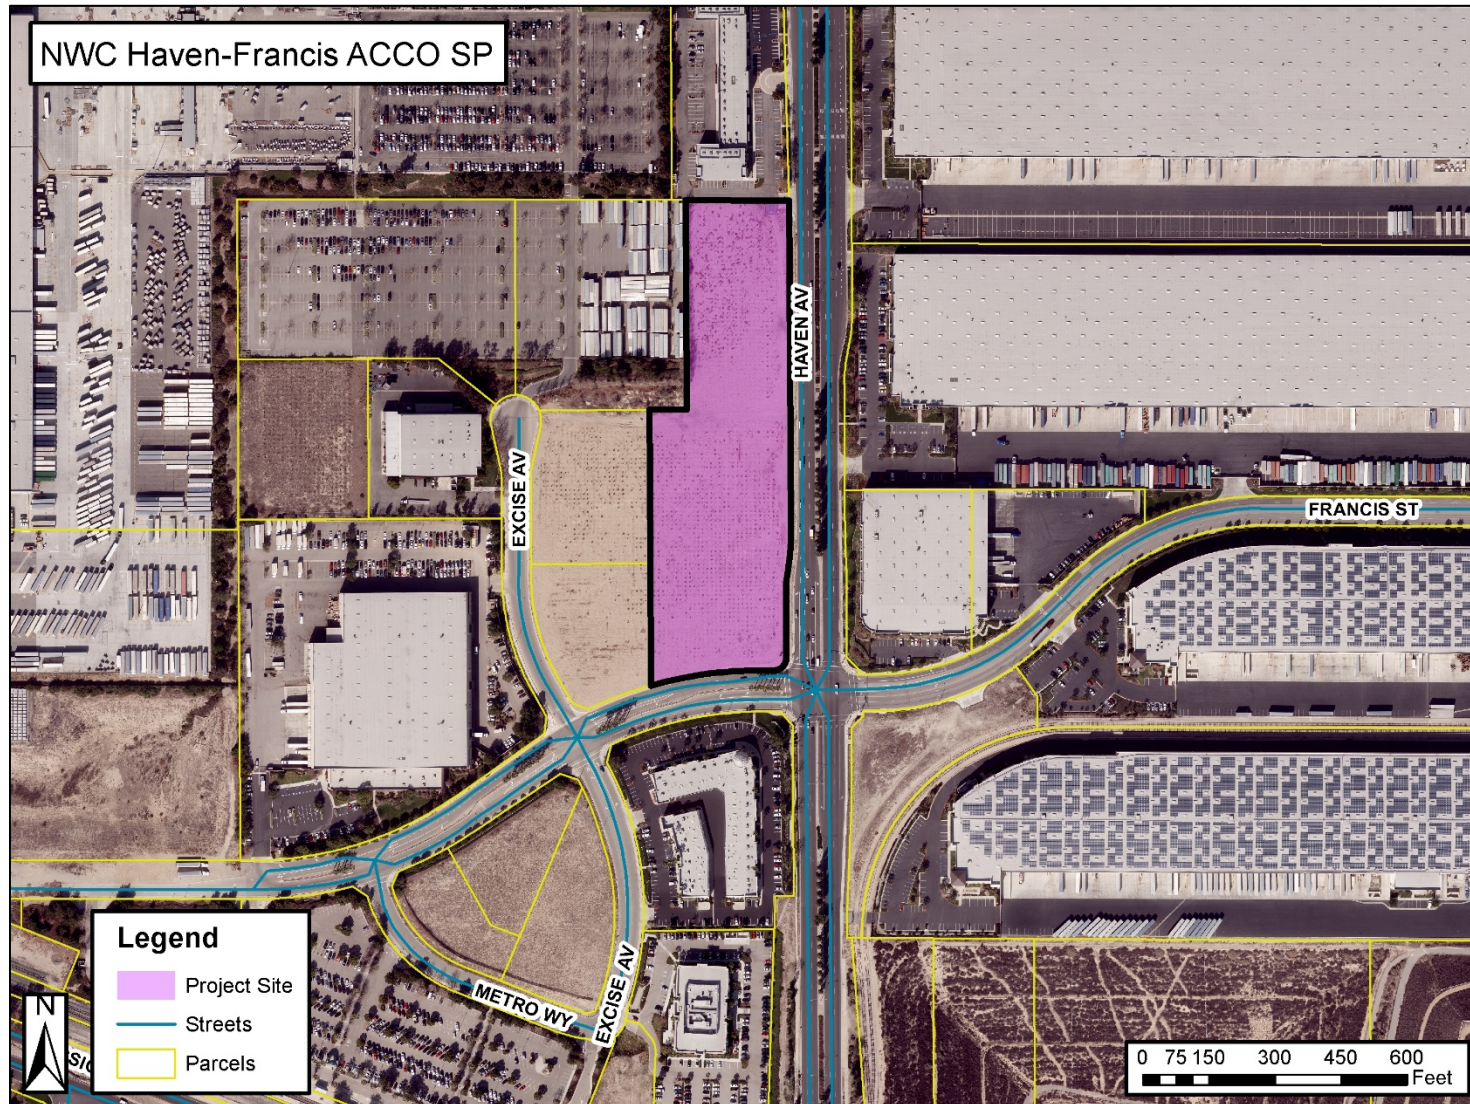 NWC Haven-Francis ACCO SP
HAVEN AV
EXCISE AV
FRANCIS ST
METRO WY
EXCISE AV
Legend
Project Site
Streets
Parcels
N
0 75 150 300 450 600
Feet